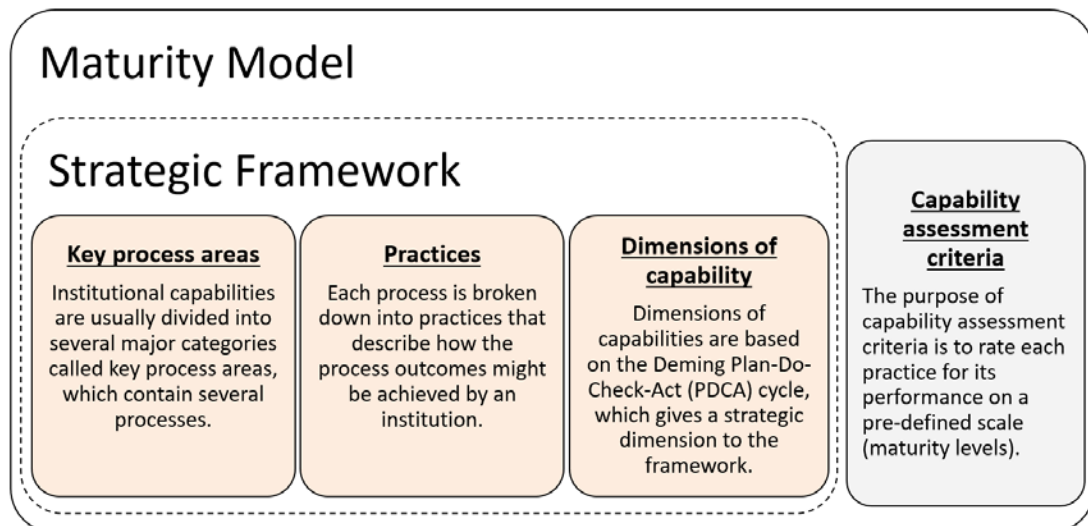 Maturity Model
Strategic Framework
Key process areas
Institutional capabilities
are usually divided into
several major categories
called key process areas,
which contain several
processes.
Practices
Each process is broken
down into practices that
describe how the
process outcomes might
be achieved by an
institution.
Dimensions of
capability
Dimensions of
capabilities are based
on the Deming Plan-Do-
Check-Act (PDCA) cycle,
which gives a strategic
dimension to the
framework.
Capability
assessment
criteria
The purpose of
capability assessment
criteria is to rate each
practice for its
performance on a
pre-defined scale
(maturity levels).